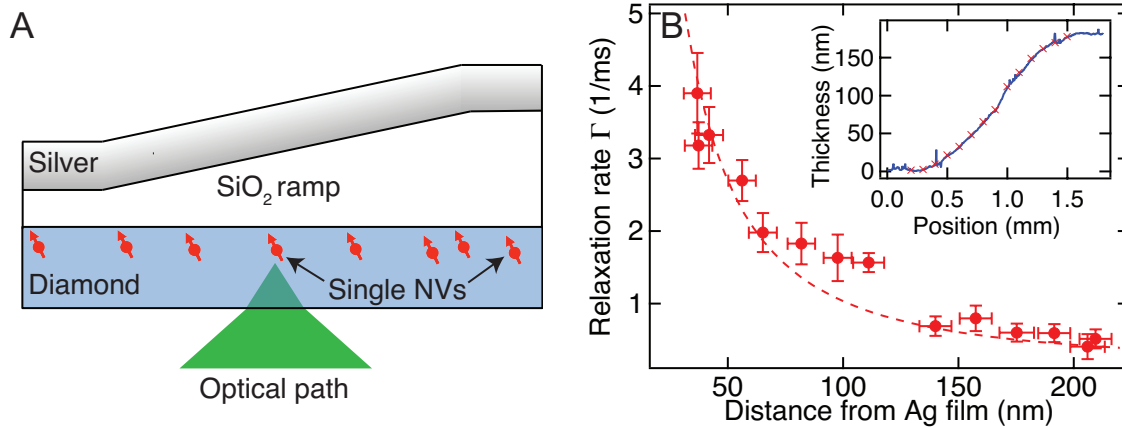 A
Silver
SiO₂ ramp
Diamond
Single NVs
Optical path
B
Relaxation rate Γ (1/ms)
5
4
3
2
1
50
100
150
200
Distance from Ag film (nm)
Thickness (nm)
150
100
50
0
0.0
0.5
1.0
1.5
Position (mm)